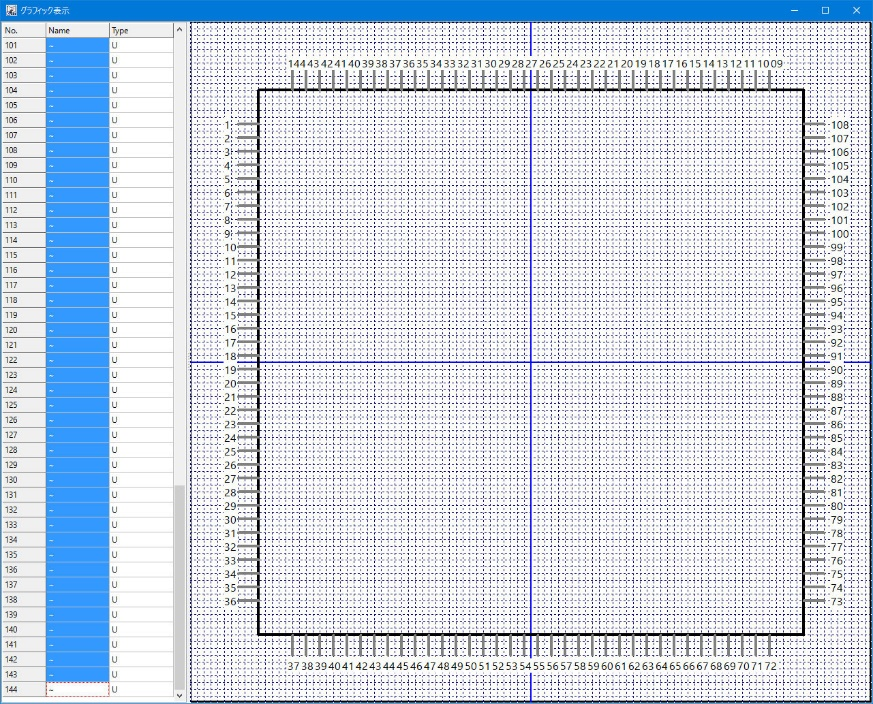 グラフィック表示
No. Name Type
101 ~ U
102 ~ U
103 ~ U
104 ~ U
105 ~ U
106 ~ U
107 ~ U
108 ~ U
109 ~ U
110 ~ U
111 ~ U
112 ~ U
113 ~ U
114 ~ U
115 ~ U
116 ~ U
117 ~ U
118 ~ U
119 ~ U
120 ~ U
121 ~ U
122 ~ U
123 ~ U
124 ~ U
125 ~ U
126 ~ U
127 ~ U
128 ~ U
129 ~ U
130 ~ U
131 ~ U
132 ~ U
133 ~ U
134 ~ U
135 ~ U
136 ~ U
137 ~ U
138 ~ U
139 ~ U
140 ~ U
141 ~ U
142 ~ U
143 ~ U
144 ~ U
144 43 42 41 40 39 38 37 36 35 34 33 32 31 30 29 28 27 26 25 24 23 22 21 20 19 18 17 16 15 14 13 12 11 10 09
1 108
2 107
3 106
4 105
5 104
6 103
7 102
8 101
9 100
10 99
11 98
12 97
13 96
14 95
15 94
16 93
17 92
18 91
19 90
20 89
21 88
22 87
23 86
24 85
25 84
26 83
27 82
28 81
29 80
30 79
31 78
32 77
33 76
34 75
35 74
36 73
37 38 39 40 41 42 43 44 45 46 47 48 49 50 51 52 53 54 55 56 57 58 59 60 61 62 63 64 65 66 67 68 69 70 71 72